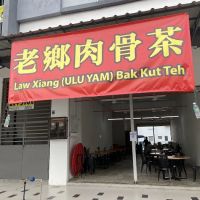 老鄉肉骨茶
Law Xiang (ULU YAM) Bak Kut Teh